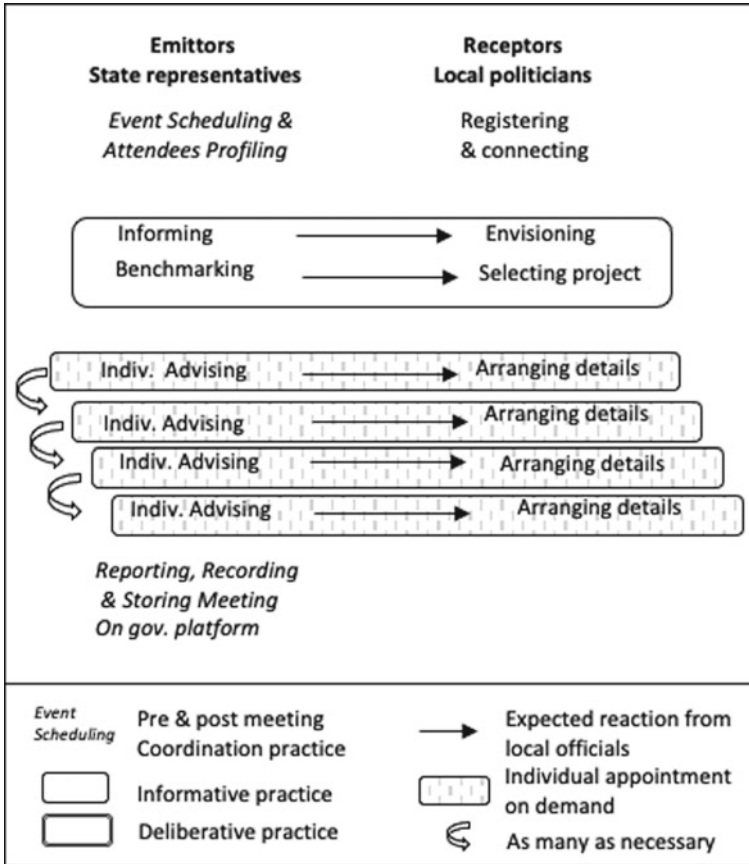 Emittors
State representatives
Receptors
Local politicians
Event Scheduling &
Attendees Profiling
Registering
& connecting
Informing
Envisioning
Benchmarking
Selecting project
Indiv. Advising
Arranging details
Indiv. Advising
Arranging details
Indiv. Advising
Arranging details
Indiv. Advising
Arranging details
Reporting, Recording
& Storing Meeting
On gov. platform
Event
Scheduling
Pre & post meeting
Coordination practice
Informative practice
Deliberative practice
Expected reaction from
local officials
Individual appointment
on demand
As many as necessary